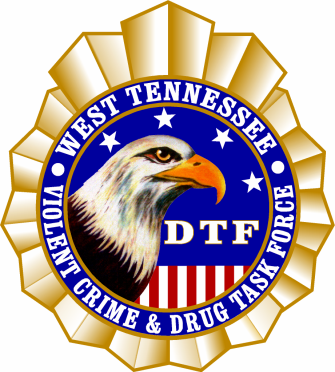 WEST TENNESSEE
DTF
VIOLENT CRIME & DRUG TASK FORCE